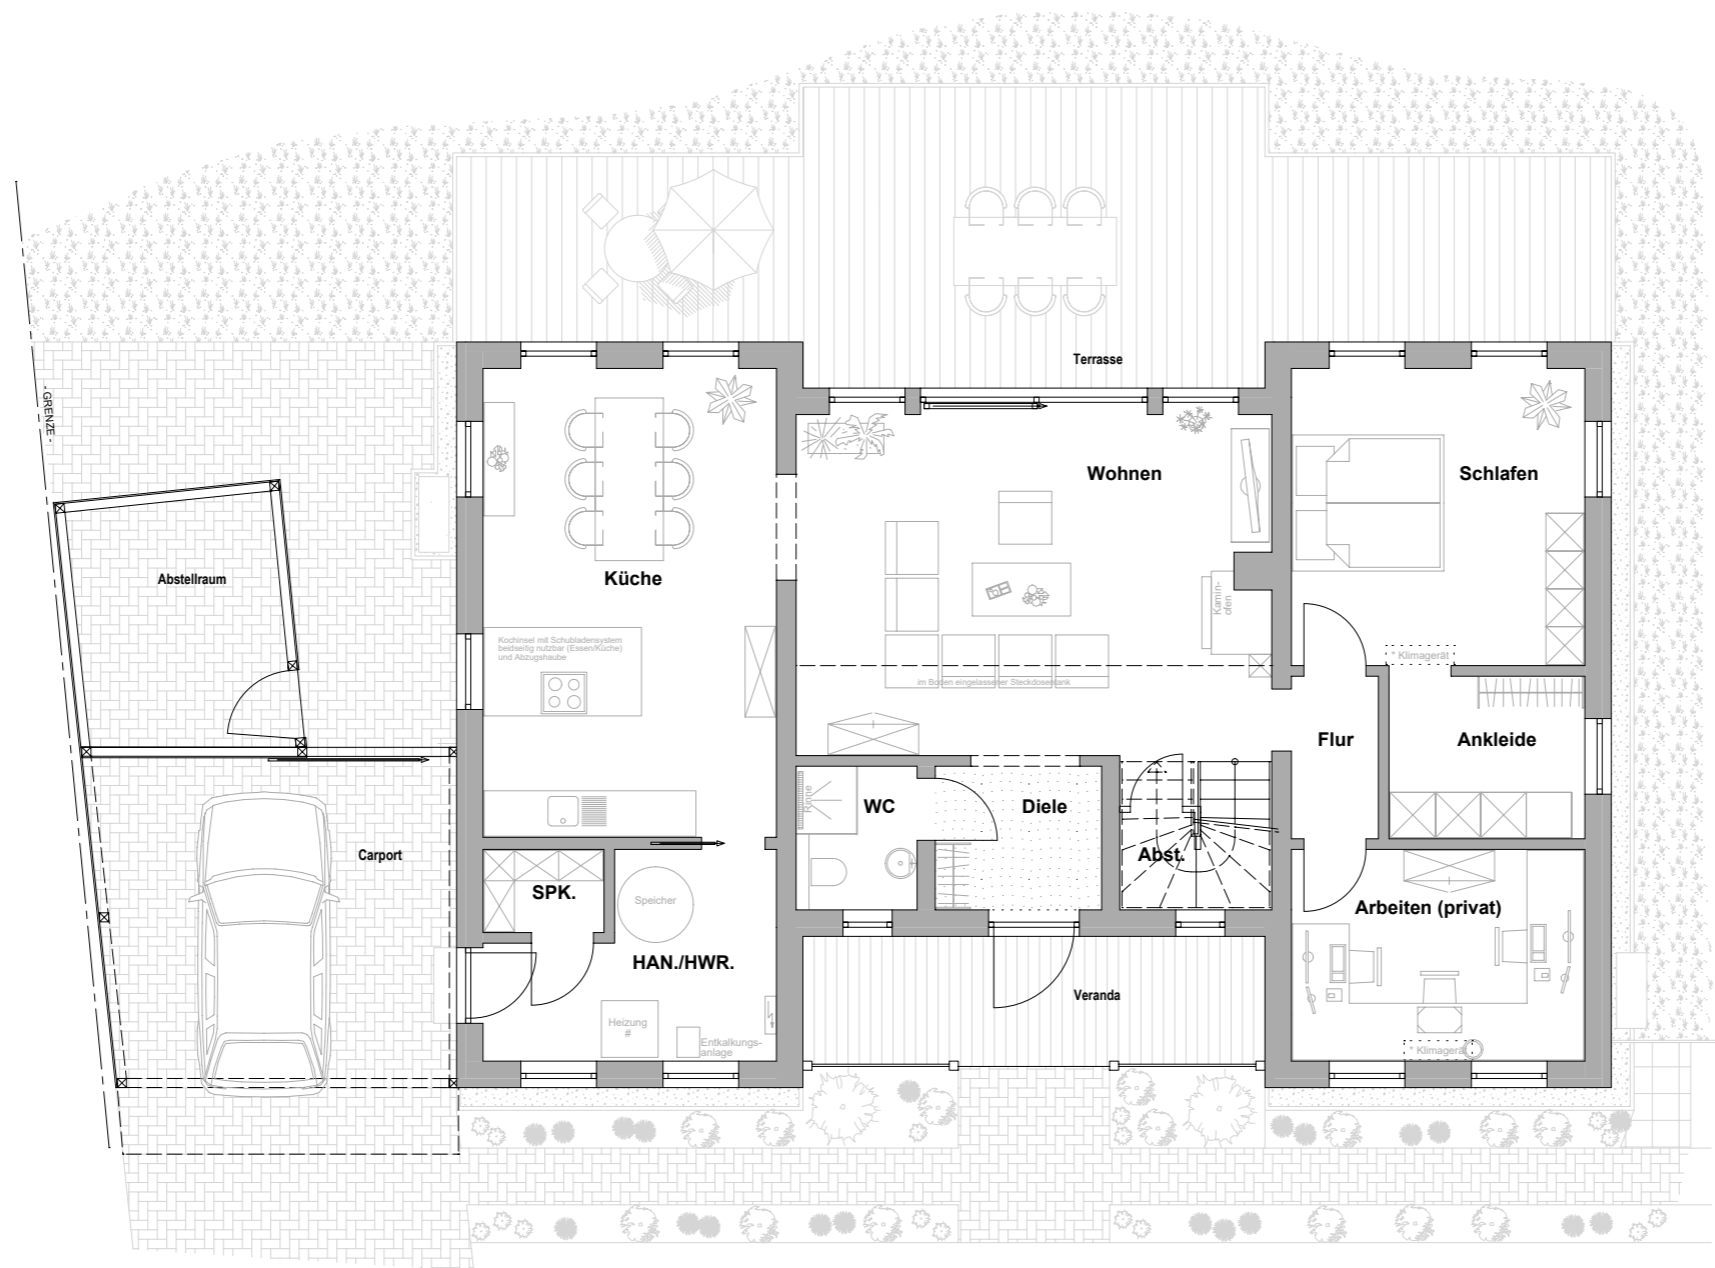 Terrasse
- GRENZE -
Wohnen
Schlafen
Abstellraum
Küche
Kamin-
ofen
Kochinsel mit Schubladensystem
beidseitig nutzbar (Essen/Küche)
und Abzugshaube
* Klimagerät
im Boden eingelassener Steckdosentank
Flur
Ankleide
Rinne
WC
Diele
Carport
Abst.
SPK.
Speicher
Arbeiten (privat)
HAN./HWR.
Veranda
Heizung
#
Entkalkungs-
anlage
* Klimagerät